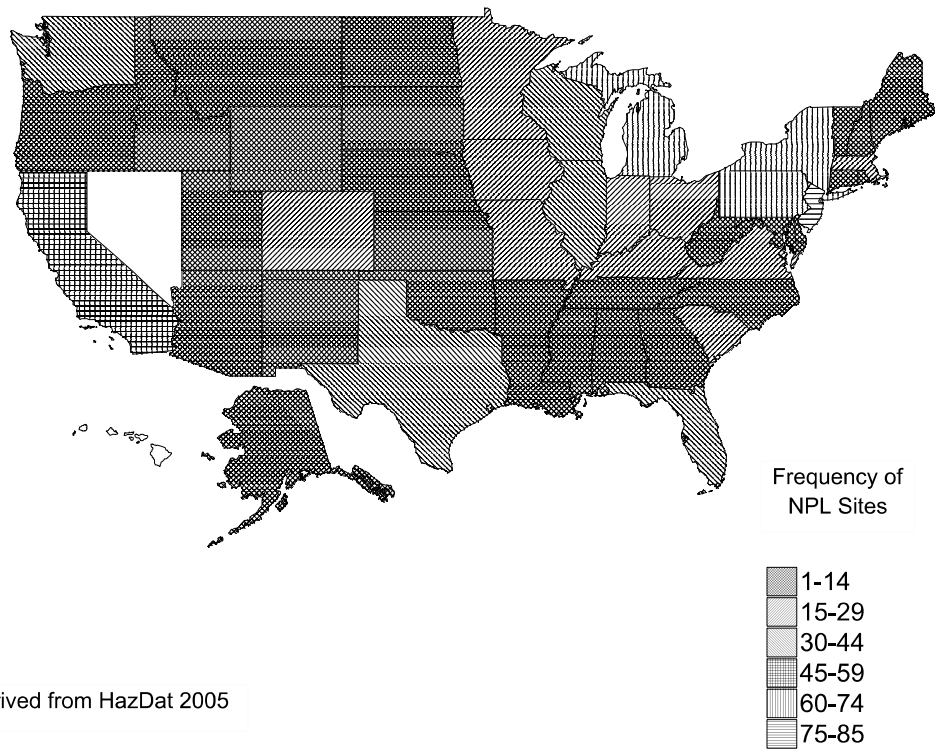 Frequency of
NPL Sites
1-14
15-29
30-44
45-59
60-74
75-85
rived from HazDat 2005